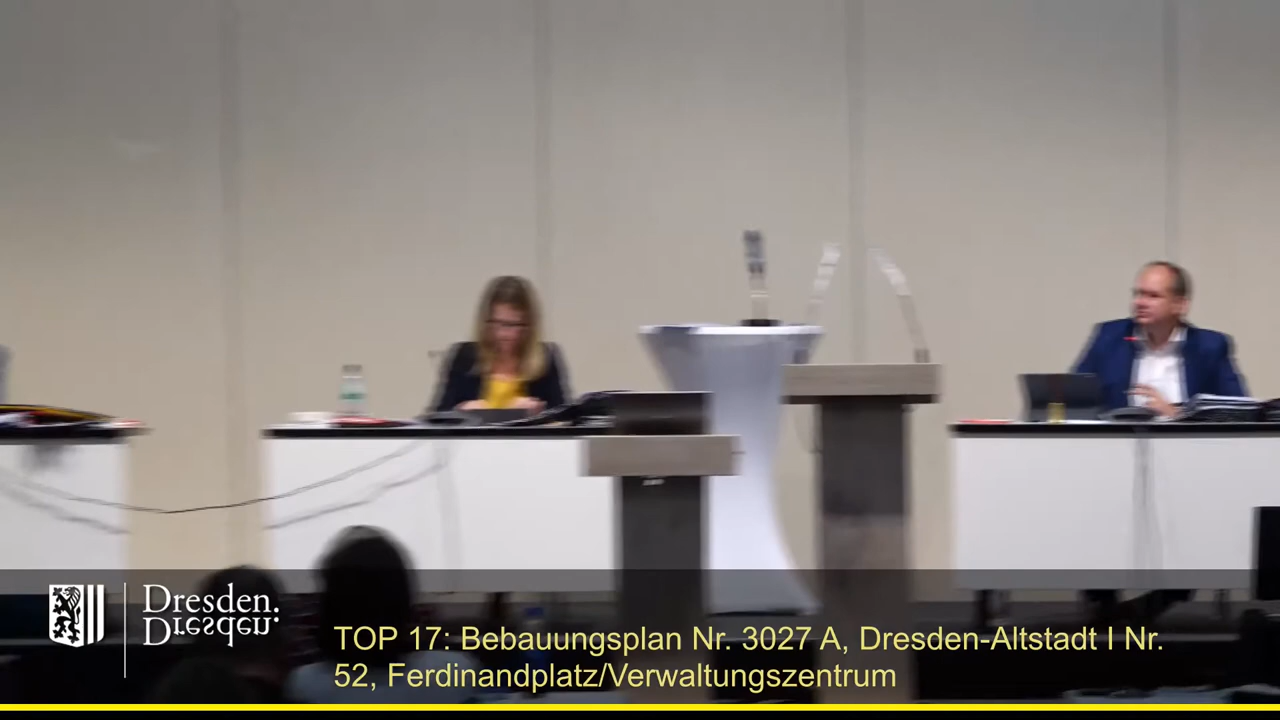 Dresden.
Dresden.
TOP 17: Bebauungsplan Nr. 3027 A, Dresden-Altstadt I Nr.
52, Ferdinandplatz/Verwaltungszentrum